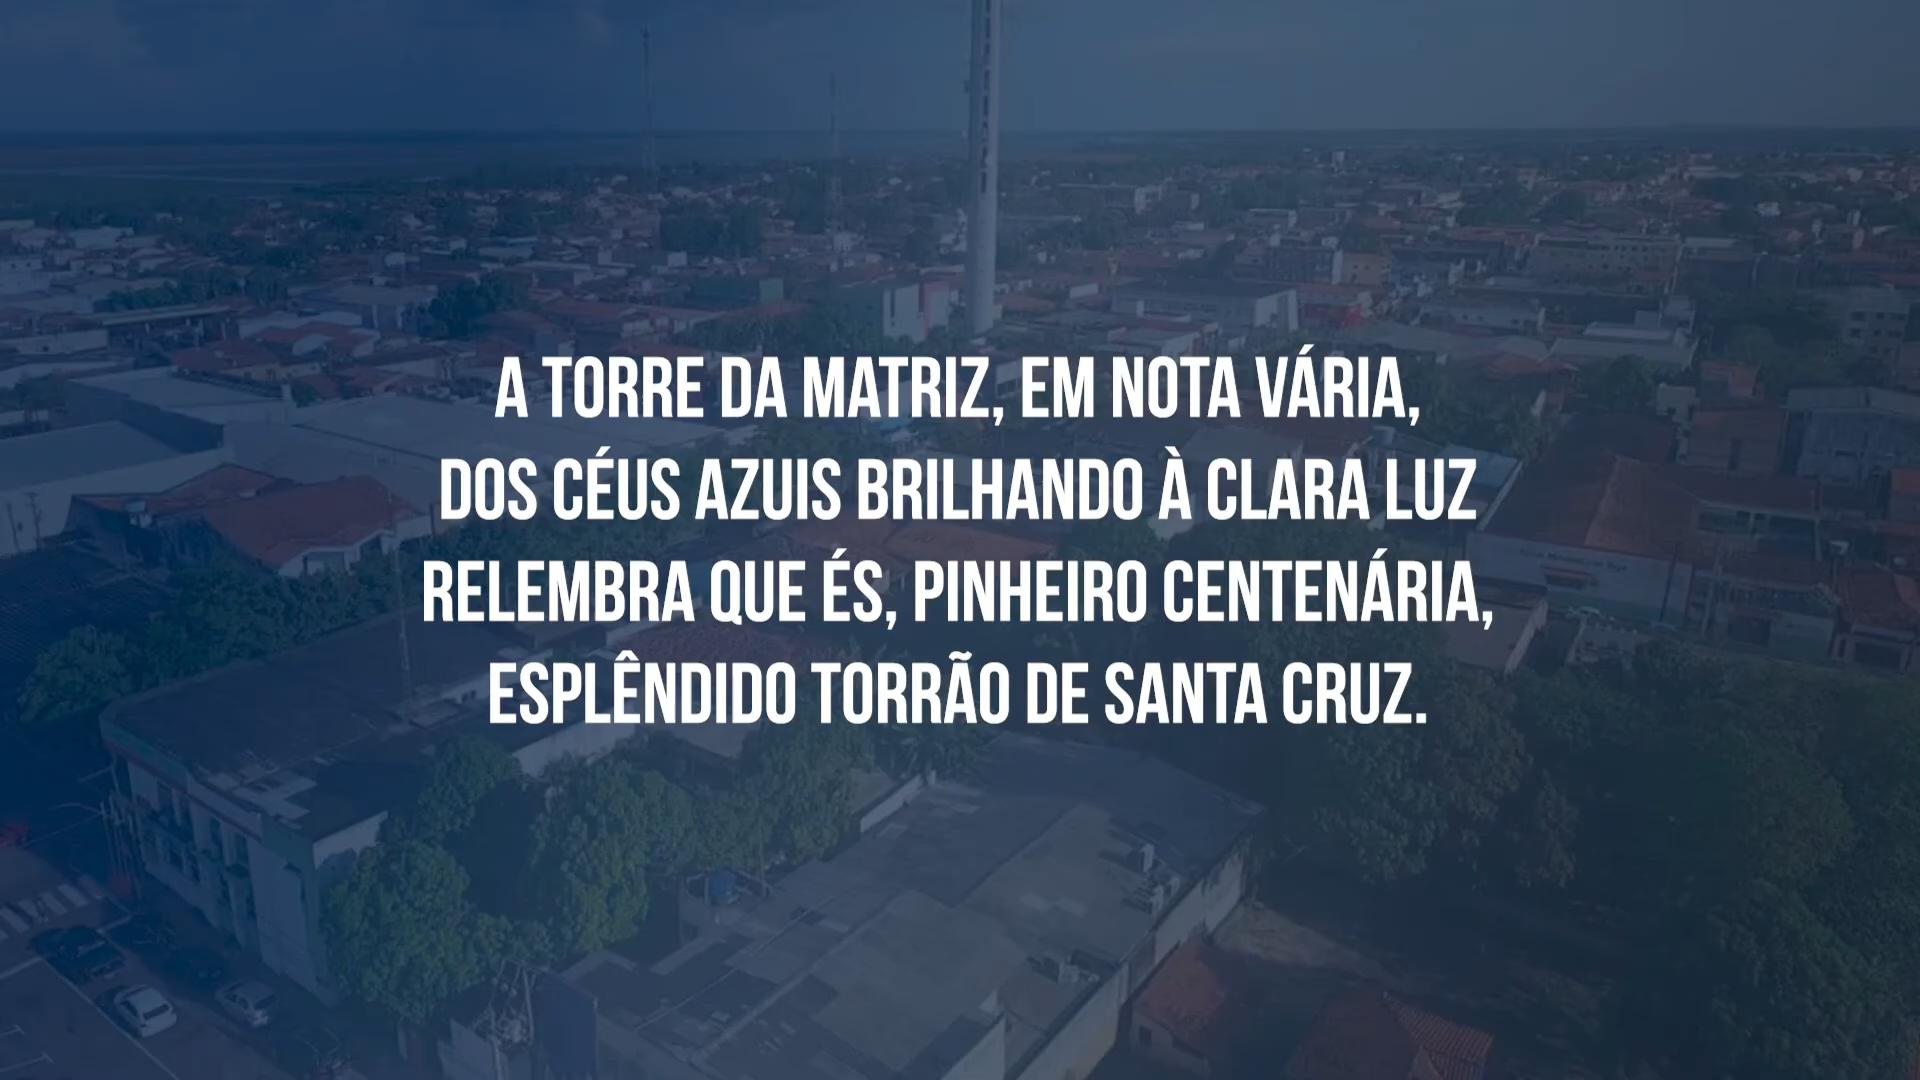 A TORRE DA MATRIZ, EM NOTA VÁRIA,
DOS CÉUS AZUIS BRILHANDO À CLARA LUZ
RELEMBRA QUE ÉS, PINHEIRO CENTENÁRIA,
ESPLÊNDIDO TORRÃO DE SANTA CRUZ.